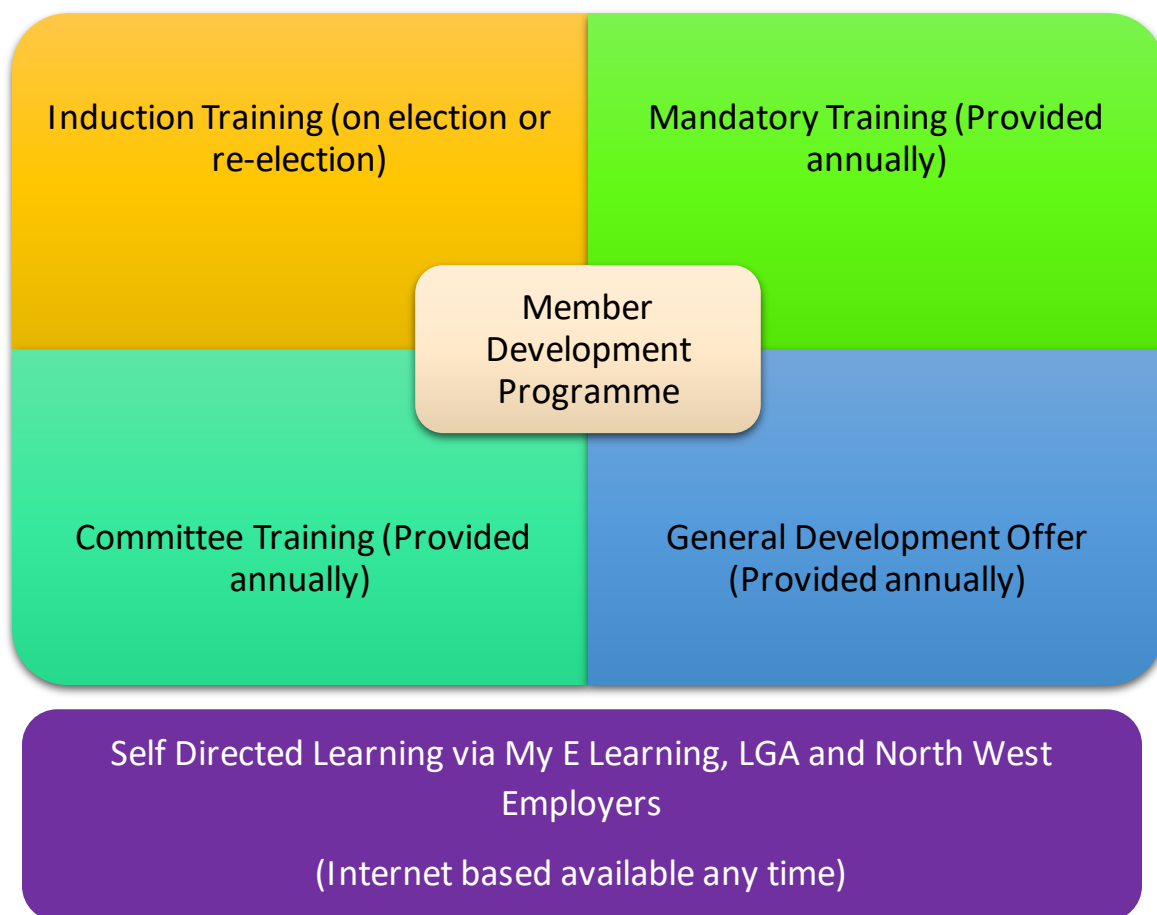 Induction Training (on election or
re-election)
Mandatory Training (Provided
annually)
Member
Development
Programme
Committee Training (Provided
annually)
General Development Offer
(Provided annually)
Self Directed Learning via My E Learning, LGA and North West
Employers
(Internet based available any time)